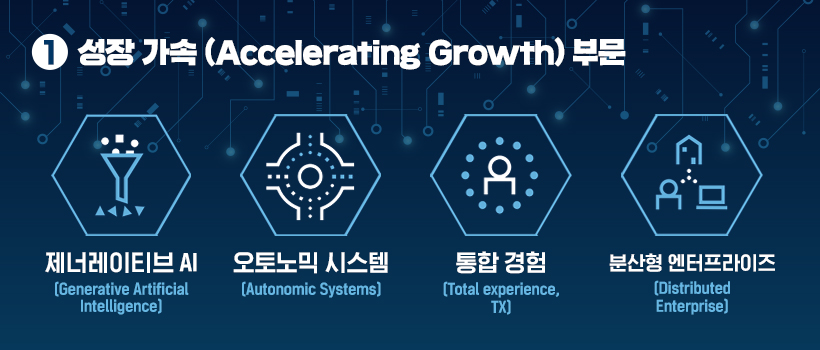 1 성장 가속 (Accelerating Growth) 부문
제너레이티브 AI
(Generative Artificial
Intelligence)
오토노믹 시스템
(Autonomic Systems)
통합 경험
(Total experience,
TX)
분산형 엔터프라이즈
(Distributed
Enterprise)